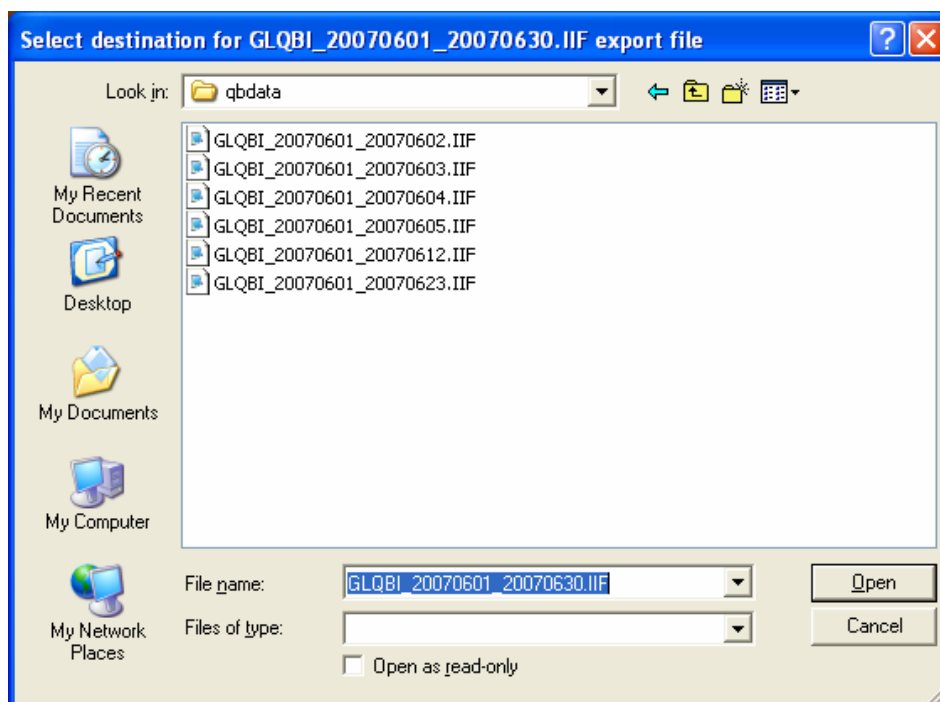 Select destination for GLQBI_20070601_20070630.IIF export file
Look in:
qbdata
My Recent
Documents
Desktop
My Documents
My Computer
My Network
Places
GLQBI_20070601_20070602.IIF
GLQBI_20070601_20070603.IIF
GLQBI_20070601_20070604.IIF
GLQBI_20070601_20070605.IIF
GLQBI_20070601_20070612.IIF
GLQBI_20070601_20070623.IIF
File name:
GLQBI_20070601_20070630.IIF
Open
Files of type:
Cancel
Open as read-only